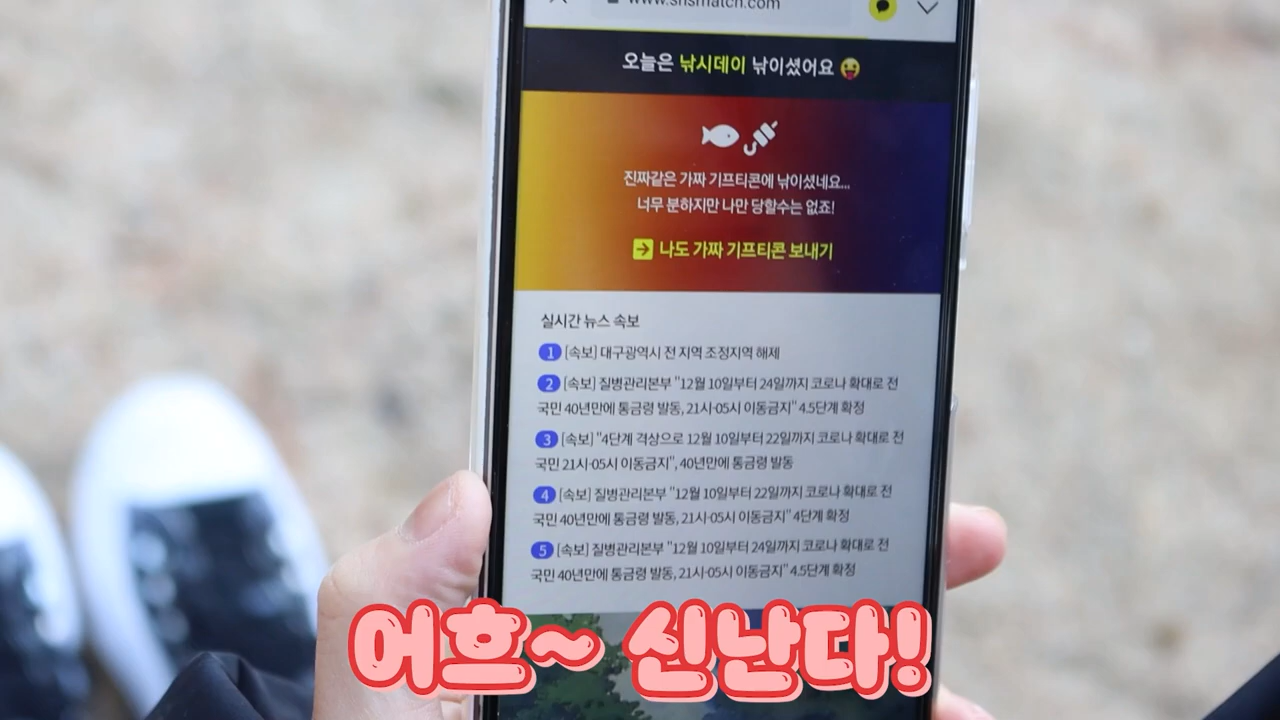 www.snsmatch.com
오늘은 낚시데이 낚이셨어요
진짜같은 가짜 기프티콘에 낚이셨네요...
너무 분하지만 나만 당할수는 없죠!
나도 가짜 기프티콘 보내기
실시간 뉴스 속보
1 [속보] 대구광역시 전 지역 조정지역 해제
2 [속보] 질병관리본부 "12월 10일부터 24일까지 코로나 확대로 전
국민 40년만에 통금령 발동, 21시-05시 이동금지" 4.5단계 확정
3 [속보] "4단계 격상으로 12월 10일부터 22일까지 코로나 확대로 전
국민 21시-05시 이동금지", 40년만에 통금령 발동
4 [속보] 질병관리본부 "12월 10일부터 22일까지 코로나 확대로 전
국민 40년만에 통금령 발동, 21시-05시 이동금지" 4단계 확정
5 [속보] 질병관리본부 "12월 10일부터 24일까지 코로나 확대로 전
국민 40년만에 통금령 발동, 21시-05시 이동금지" 4.5단계 확정
어흐~ 신난다!